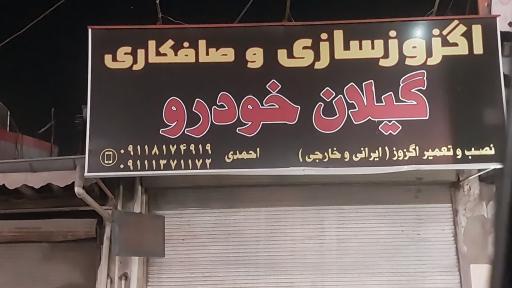 اگزوزسازی و صافکاری
گیلان خودرو
نصب و تعمیر اگزوز ( ایرانی و خارجی ) احمدی ۰۹۱۱۸۱۷۴۹۱۹
۰۹۱۱۱۳۷۱۱۷۲